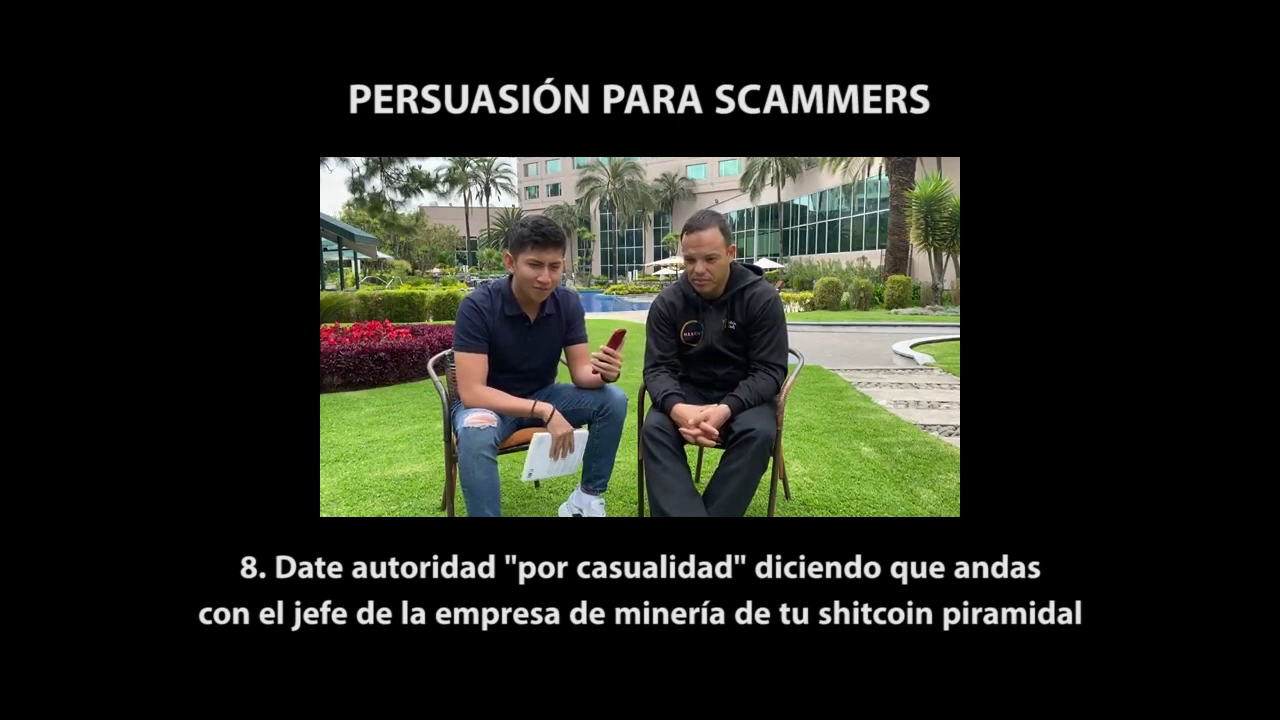 PERSUASIÓN PARA SCAMMERS
8. Date autoridad "por casualidad" diciendo que andas
con el jefe de la empresa de minería de tu shitcoin piramidal